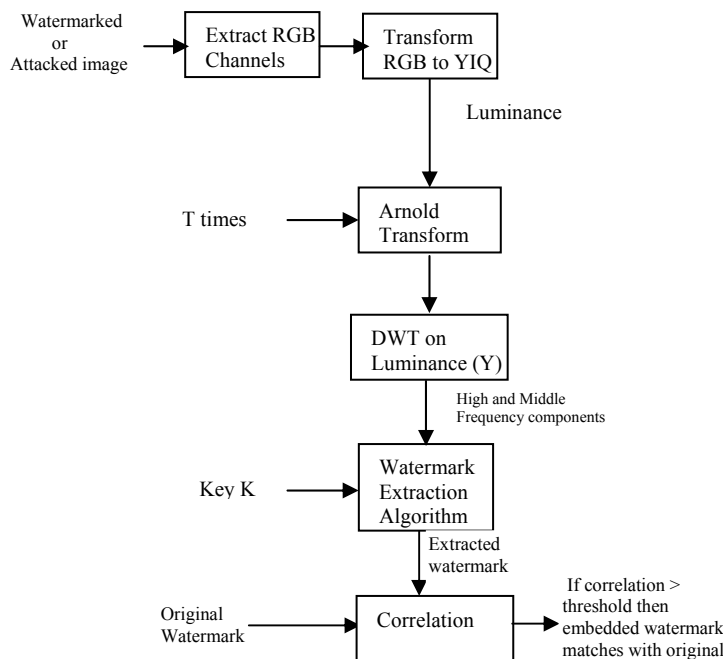 Watermarked
or
Attacked image
Extract RGB
Channels
Transform
RGB to YIQ
Luminance
T times
Arnold
Transform
DWT on
Luminance (Y)
High and Middle
Frequency components
Key K
Watermark
Extraction
Algorithm
Extracted
watermark
Original
Watermark
Correlation
If correlation >
threshold then
embedded watermark
matches with original